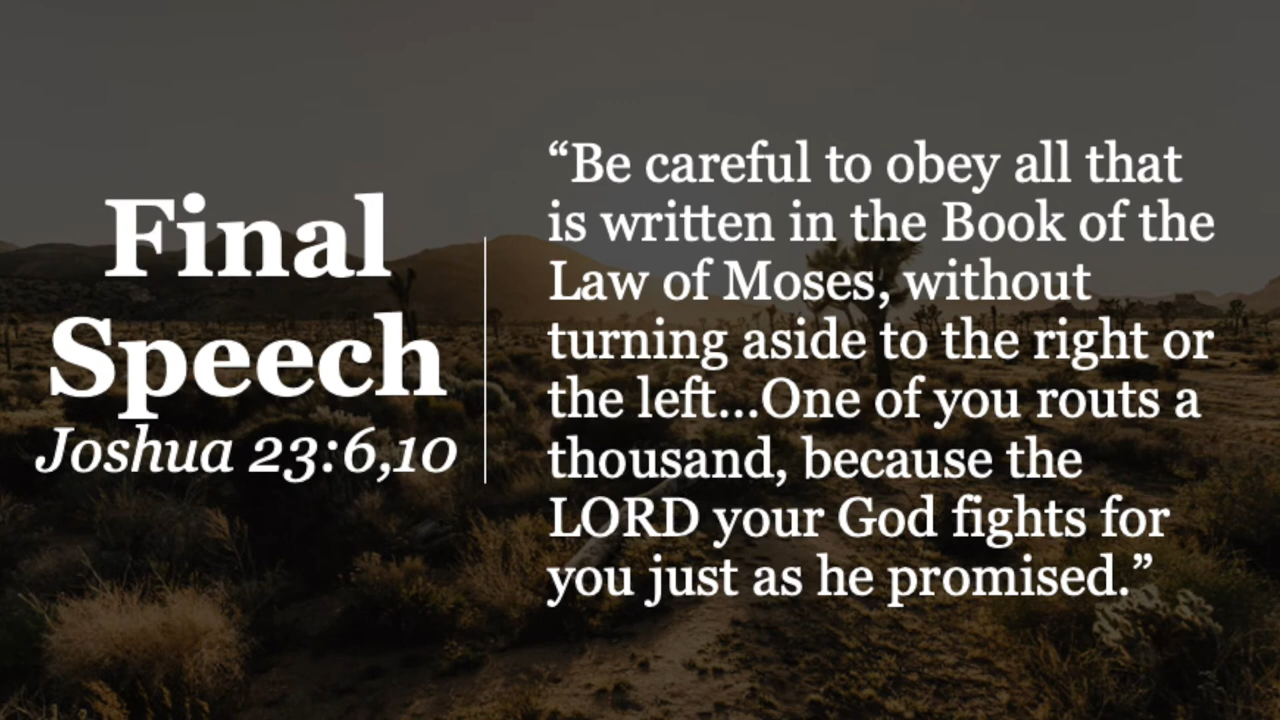 Final
Speech
Joshua 23:6,10
“Be careful to obey all that
is written in the Book of the
Law of Moses, without
turning aside to the right or
the left...One of you routs a
thousand, because the
LORD your God fights for
you just as he promised.”